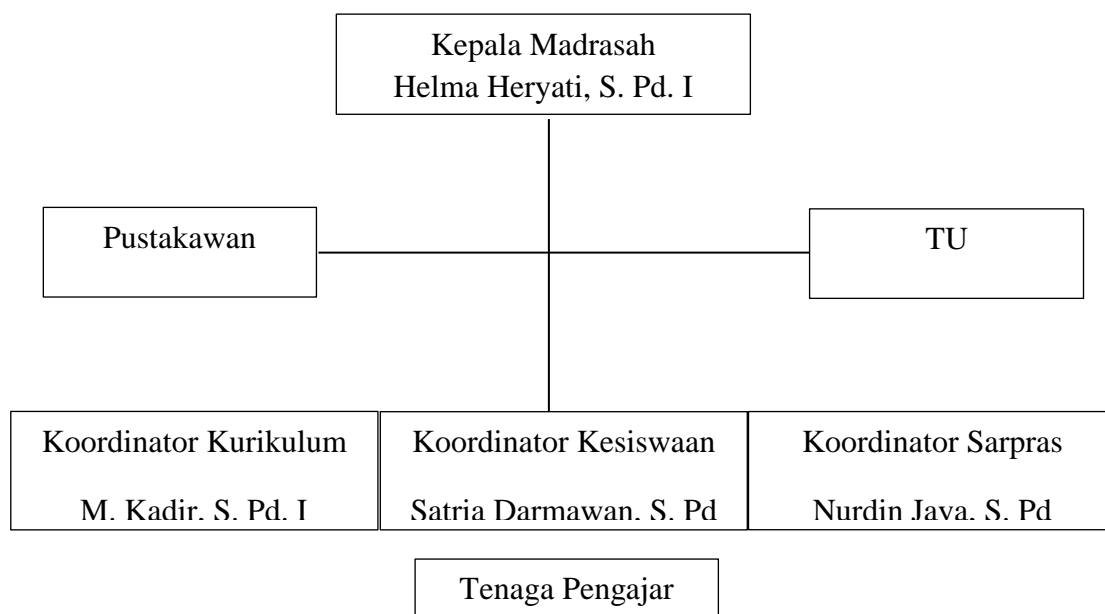 Kepala Madrasah
Helma Heryati, S. Pd. I
Pustakawan
TU
Koordinator Kurikulum
M. Kadir, S. Pd. I
Koordinator Kesiswaan
Satria Darmawan, S. Pd
Koordinator Sarpras
Nurdin Jaya, S. Pd
Tenaga Pengajar